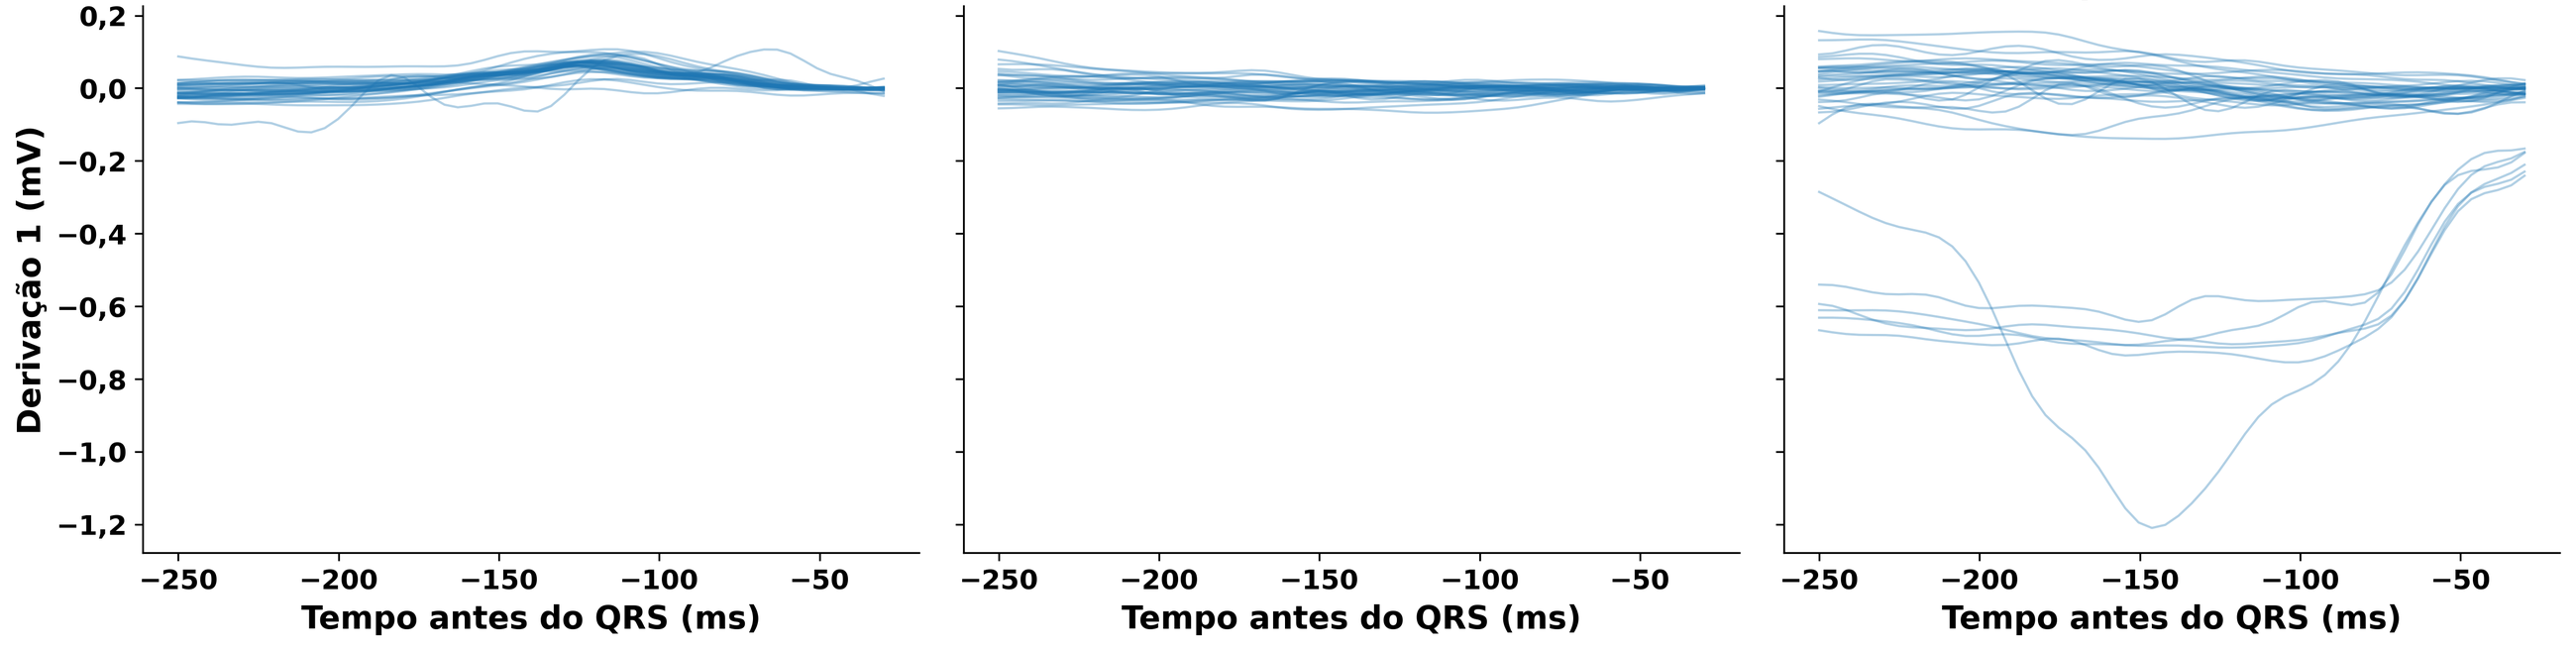 0,2
0,0
−0,2
−0,4
−0,6
−0,8
−1,0
−1,2
Derivação 1 (mV)
−250 −200 −150 −100 −50
Tempo antes do QRS (ms)
−250 −200 −150 −100 −50
Tempo antes do QRS (ms)
−250 −200 −150 −100 −50
Tempo antes do QRS (ms)